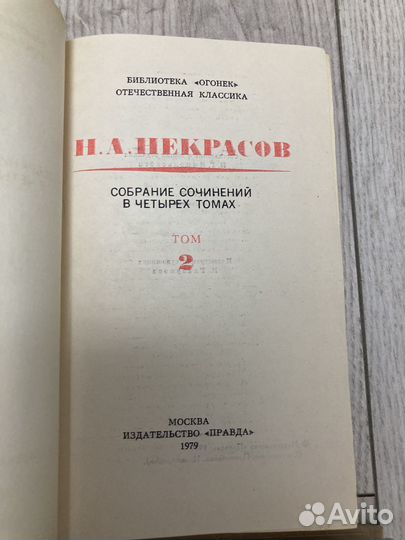 БИБЛИОТЕКА «ОГОНЕК»
ОТЕЧЕСТВЕННАЯ КЛАССИКА
Н.А.НЕКРАСОВ
СОБРАНИЕ СОЧИНЕНИЙ
В ЧЕТЫРЕХ ТОМАХ
ТОМ
2
МОСКВА
ИЗДАТЕЛЬСТВО «ПРАВДА»
1979
Avito